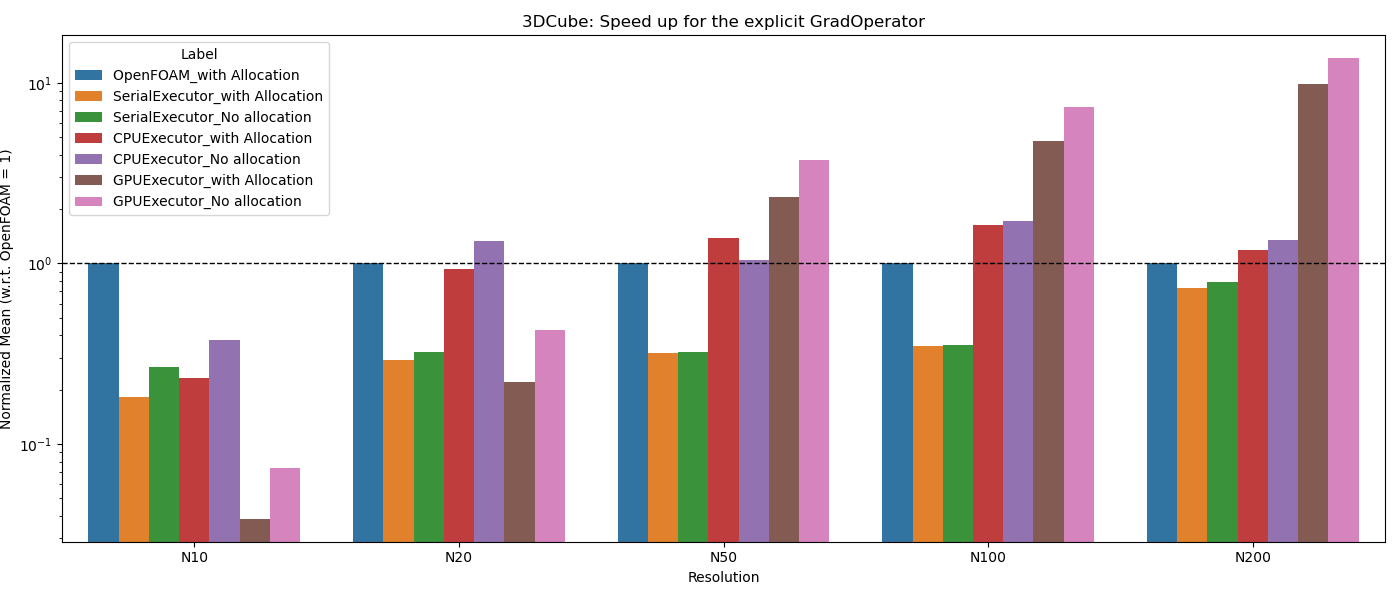 3DCube: Speed up for the explicit GradOperator
Normalized Mean (w.r.t. OpenFOAM = 1)
Label
OpenFOAM_with Allocation
SerialExecutor_with Allocation
SerialExecutor_No allocation
CPUExecutor_with Allocation
CPUExecutor_No allocation
GPUExecutor_with Allocation
GPUExecutor_No allocation
10¹
10⁰
10⁻¹
N10 N20 N50 N100 N200
Resolution